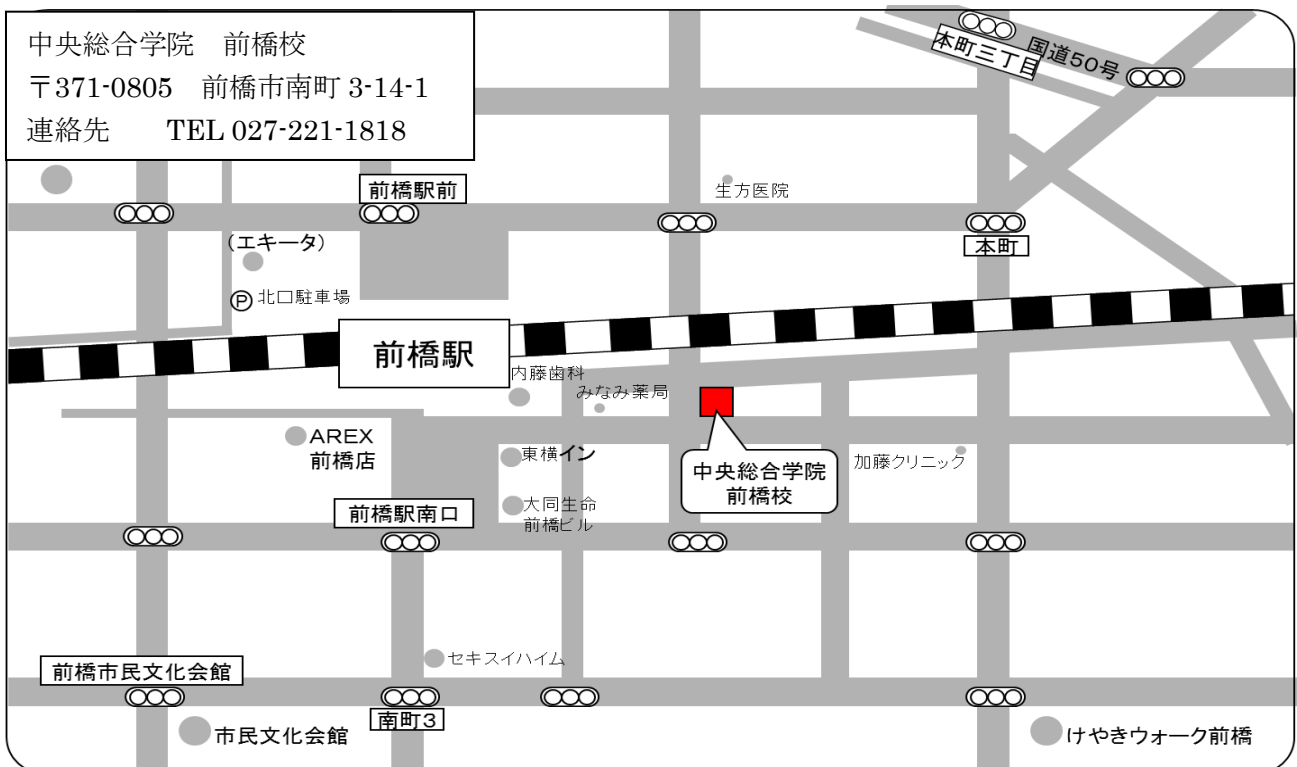 中央総合学院　前橋校
〒371-0805　前橋市南町 3-14-1
連絡先　　TEL 027-221-1818
本町三丁目
国道50号
前橋駅前
生方医院
本町
(エキータ)
P 北口駐車場
前橋駅
内藤歯科
みなみ薬局
AREX
前橋店
東横イン
中央総合学院
前橋校
加藤クリニック
大同生命
前橋ビル
前橋駅南口
セキスイハイム
前橋市民文化会館
南町3
市民文化会館
けやきウォーク前橋